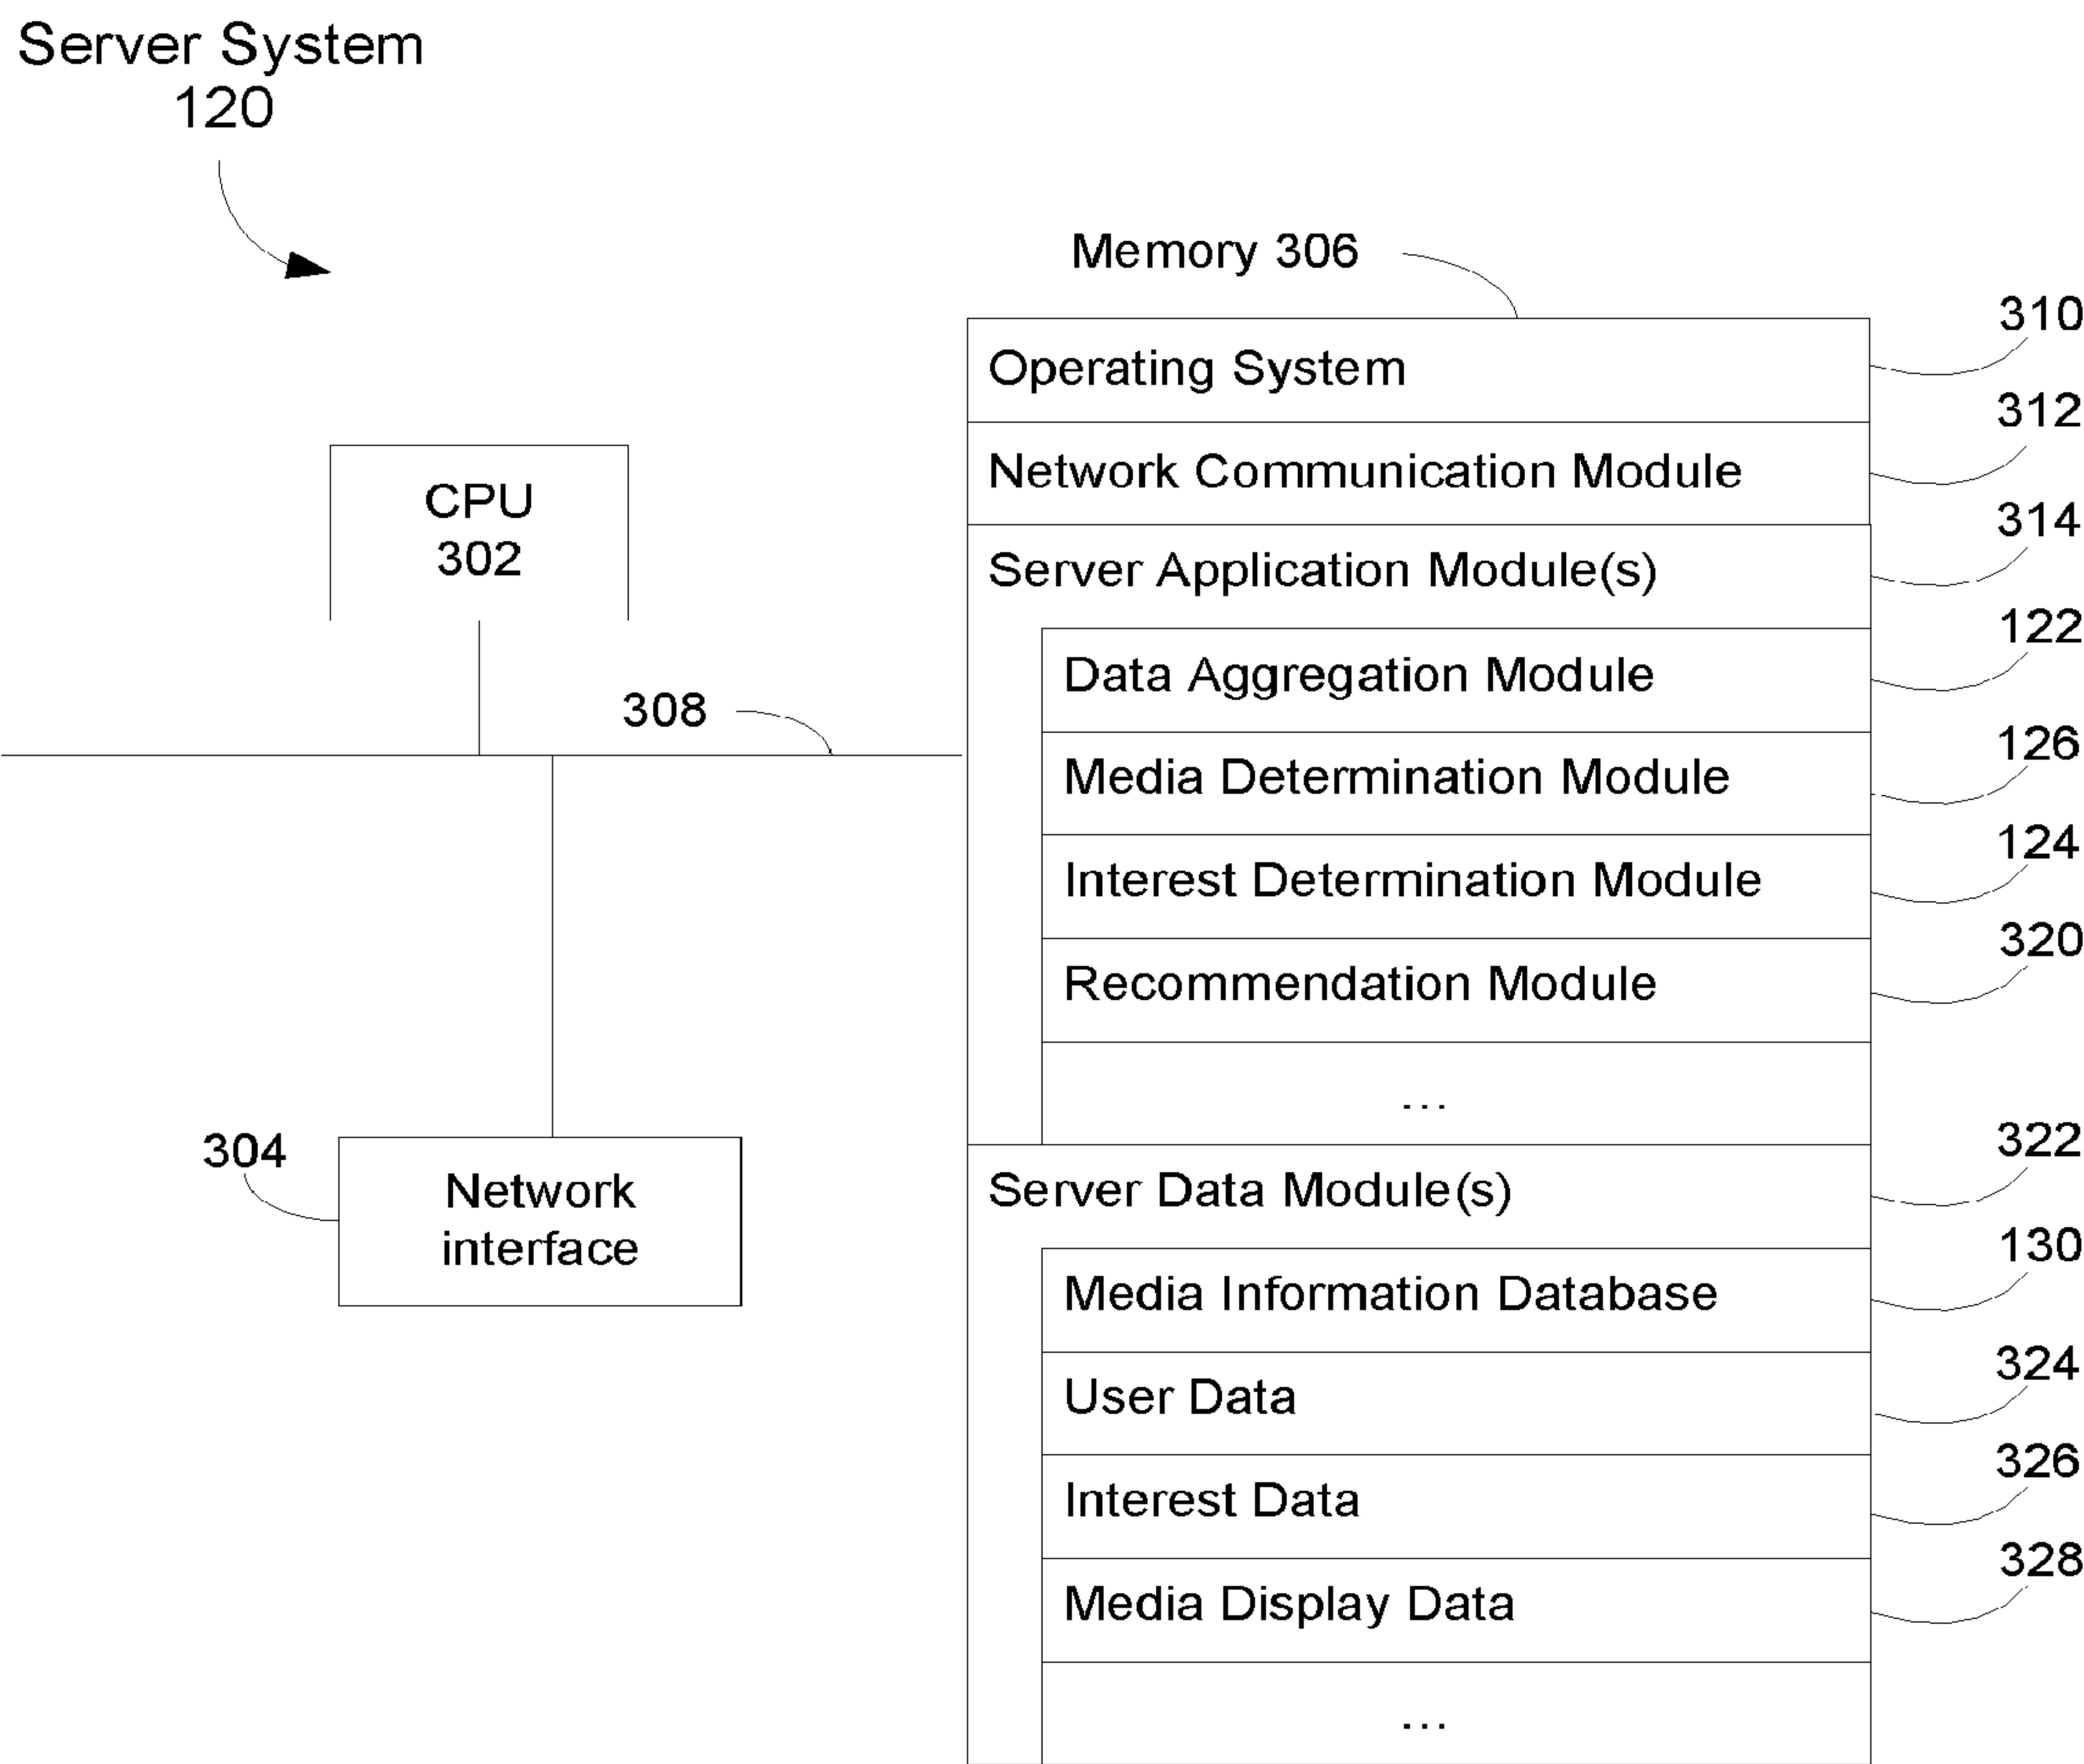 Server System
120
Memory 306
310
Operating System
312
Network Communication Module
CPU
302
314
Server Application Module(s)
122
Data Aggregation Module
308
126
Media Determination Module
124
Interest Determination Module
320
Recommendation Module
...
304
Network
interface
322
Server Data Module(s)
130
Media Information Database
324
User Data
326
Interest Data
328
Media Display Data
...